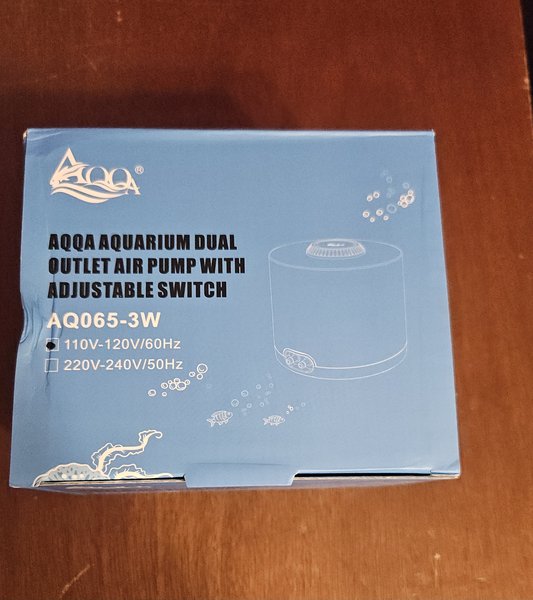 AQQA®
AQQA AQUARIUM DUAL
OUTLET AIR PUMP WITH
ADJUSTABLE SWITCH
AQ065-3W
110V-120V/60Hz
220V-240V/50Hz